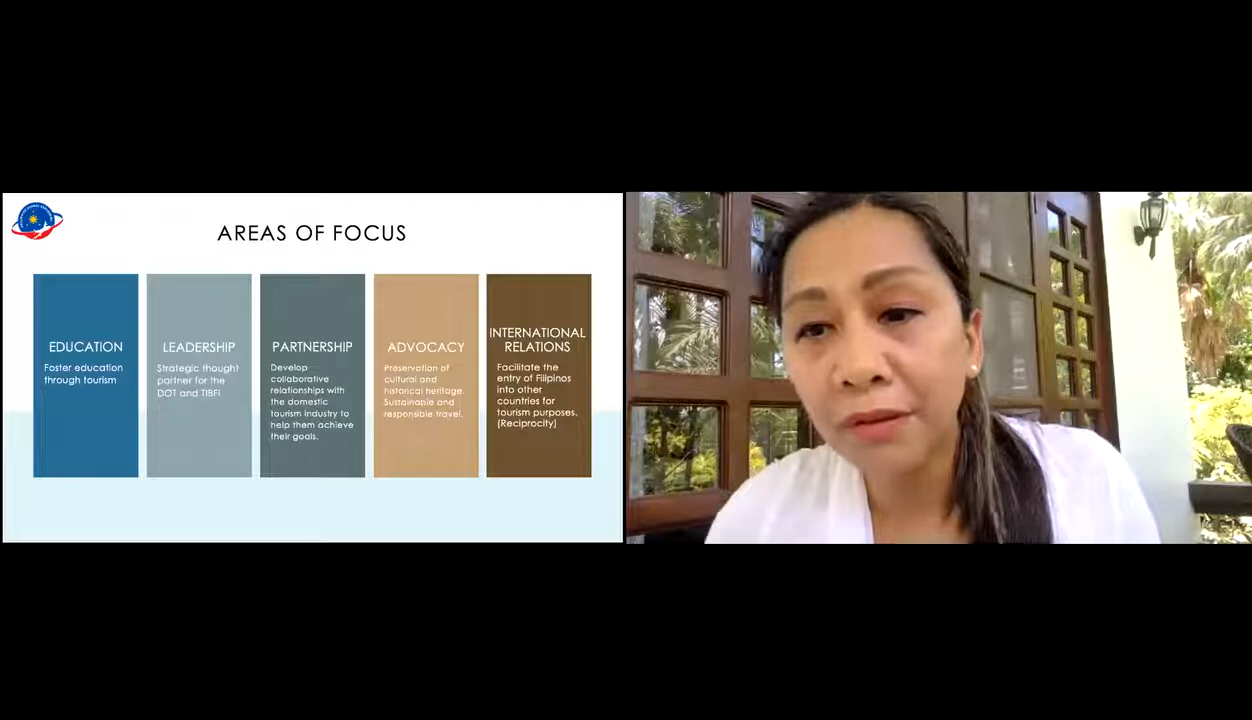 AREAS OF FOCUS
EDUCATION
Foster education
through tourism
LEADERSHIP
Strategic thought
partner for the
DOT and TIBFI
PARTNERSHIP
Develop
collaborative
relationships with
the domestic
tourism industry to
help them achieve
their goals.
ADVOCACY
Preservation of
cultural and
historical heritage.
Sustainable and
responsible travel.
INTERNATIONAL
RELATIONS
Facilitate the
entry of Filipinos
into other
countries for
tourism purposes.
(Reciprocity)